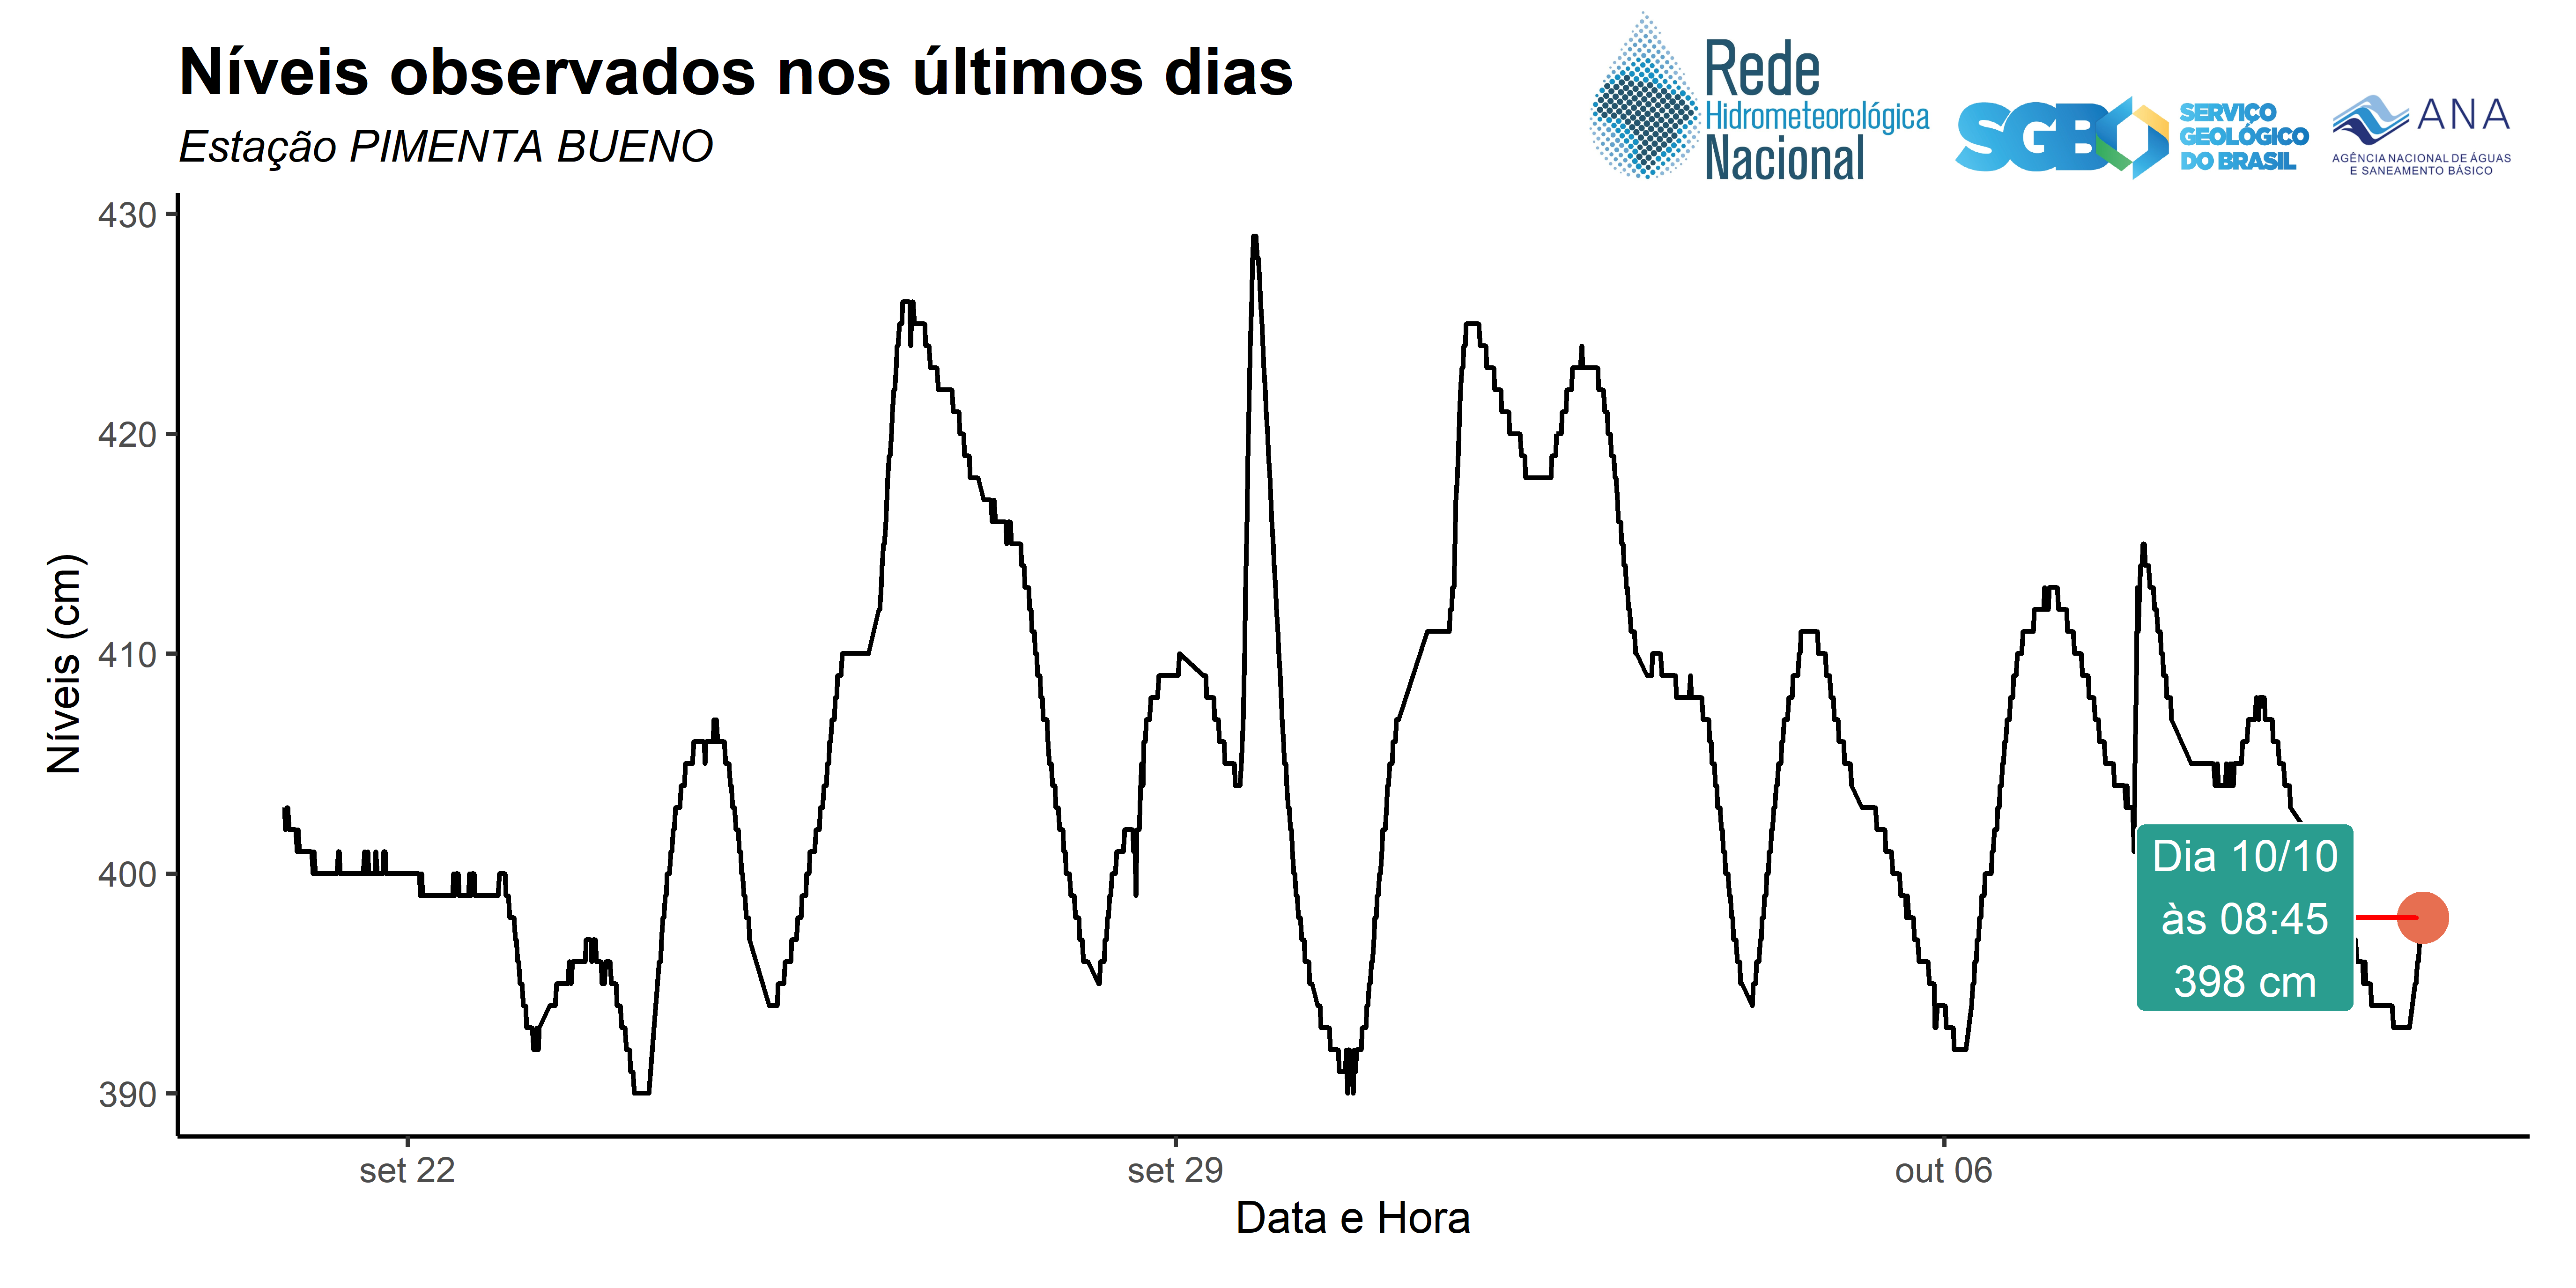 Níveis observados nos últimos dias
Estação PIMENTA BUENO
Rede
Hidrometeorológica
Nacional
SGB
SERVIÇO
GEOLÓGICO
DO BRASIL
ANA
AGÊNCIA NACIONAL DE ÁGUAS
E SANEAMENTO BÁSICO
Níveis (cm)
430
420
410
400
390
Dia 10/10
às 08:45
398 cm
set 22
set 29
out 06
Data e Hora